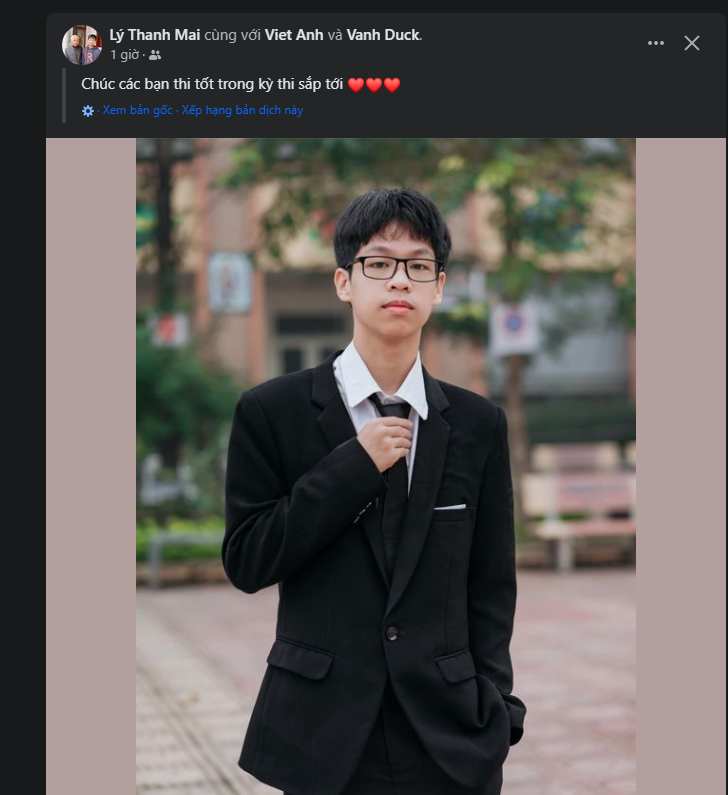 Lý Thanh Mai cùng với Viet Anh và Vanh Duck.
1 giờ ·
Chúc các bạn thi tốt trong kỳ thi sắp tới ❤️❤️❤️
· Xem bản gốc · Xếp hạng bản dịch này